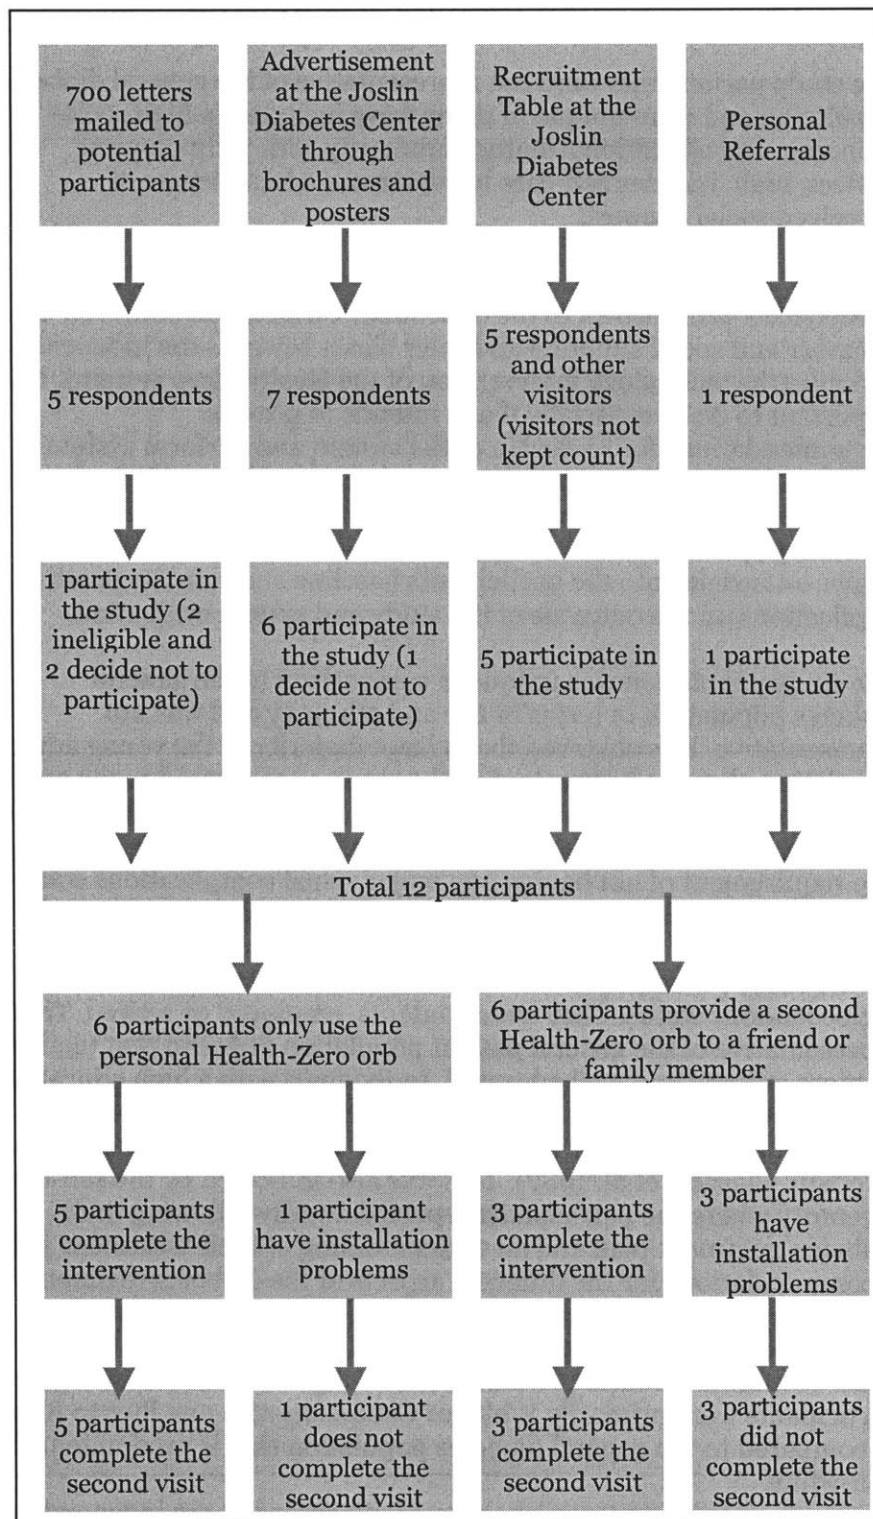 700 letters
mailed to
potential
participants
Advertisement
at the Joslin
Diabetes Center
through
brochures and
posters
Recruitment
Table at the
Joslin
Diabetes
Center
Personal
Referrals
5 respondents
7 respondents
5 respondents
and other
visitors
(visitors not
kept count)
1 respondent
1 participate in
the study (2
ineligible and
2 decide not to
participate)
6 participate in
the study (1
decide not to
participate)
5 participate in
the study
1 participate
in the study
Total 12 participants
6 participants only use the
personal Health-Zero orb
6 participants provide a second
Health-Zero orb to a friend or
family member
5 participants
complete the
intervention
1 participant
have installation
problems
3 participants
complete the
intervention
3 participants
have
installation
problems
5 participants
complete the
second visit
1 participant
does not
complete the
second visit
3 participants
complete the
second visit
3 participants
did not
complete the
second visit